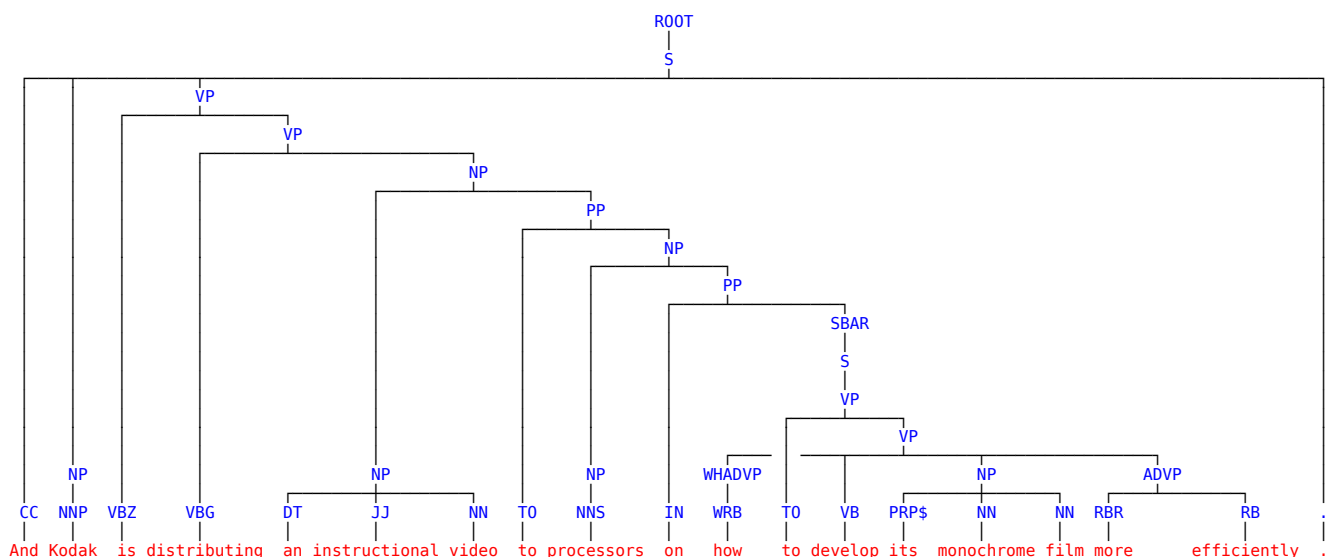 ROOT
S
VP
VP
NP
PP
NP
PP
SBAR
S
VP
VP
NP NP NP WHADVP NP ADVP
CC NNP VBZ VBG DT JJ NN TO NNS IN WRB TO VB PRP$ NN NN RBR RB .
And Kodak is distributing an instructional video to processors on how to develop its monochrome film more efficiently .